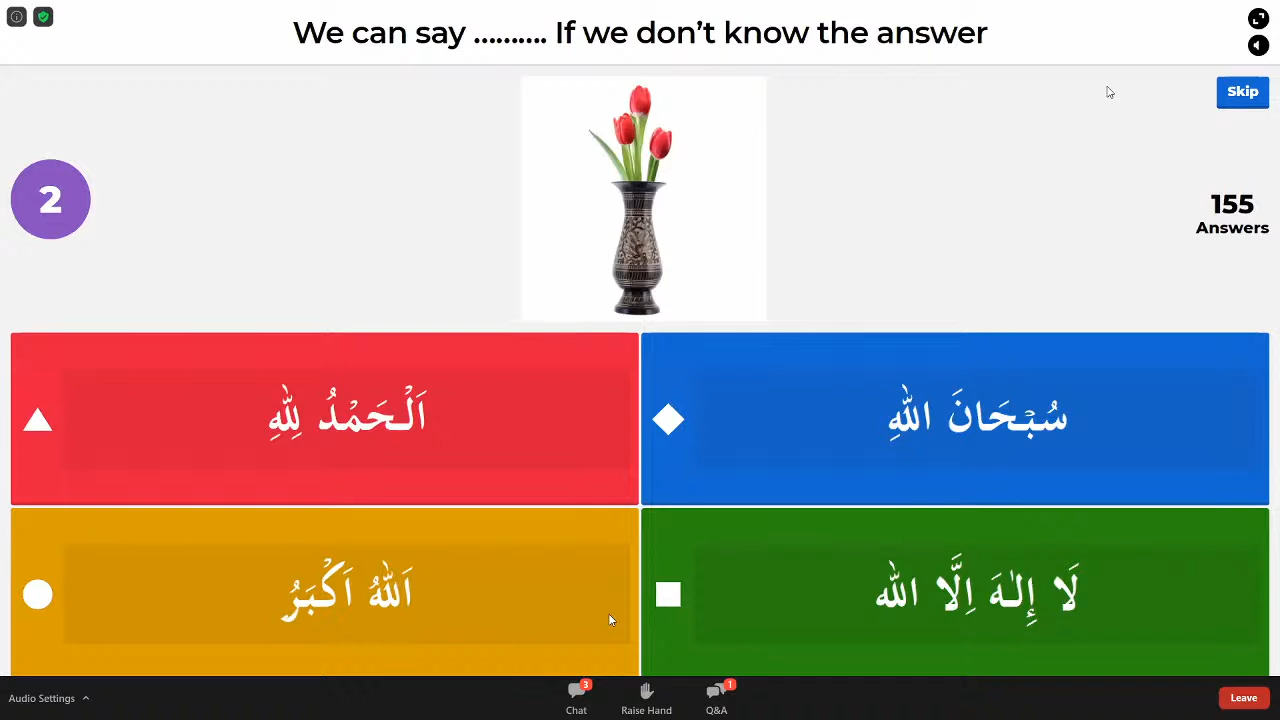 We can say .......... If we don’t know the answer
Skip
2
155
Answers
اَلْحَمْدُ لِلّٰهِ
سُبْحَانَ اللّٰهِ
اَللّٰهُ اَكْبَرُ
لَا إِلٰهَ اِلَّا اللّٰه
Audio Settings
3
Chat
Raise Hand
1
Q&A
Leave